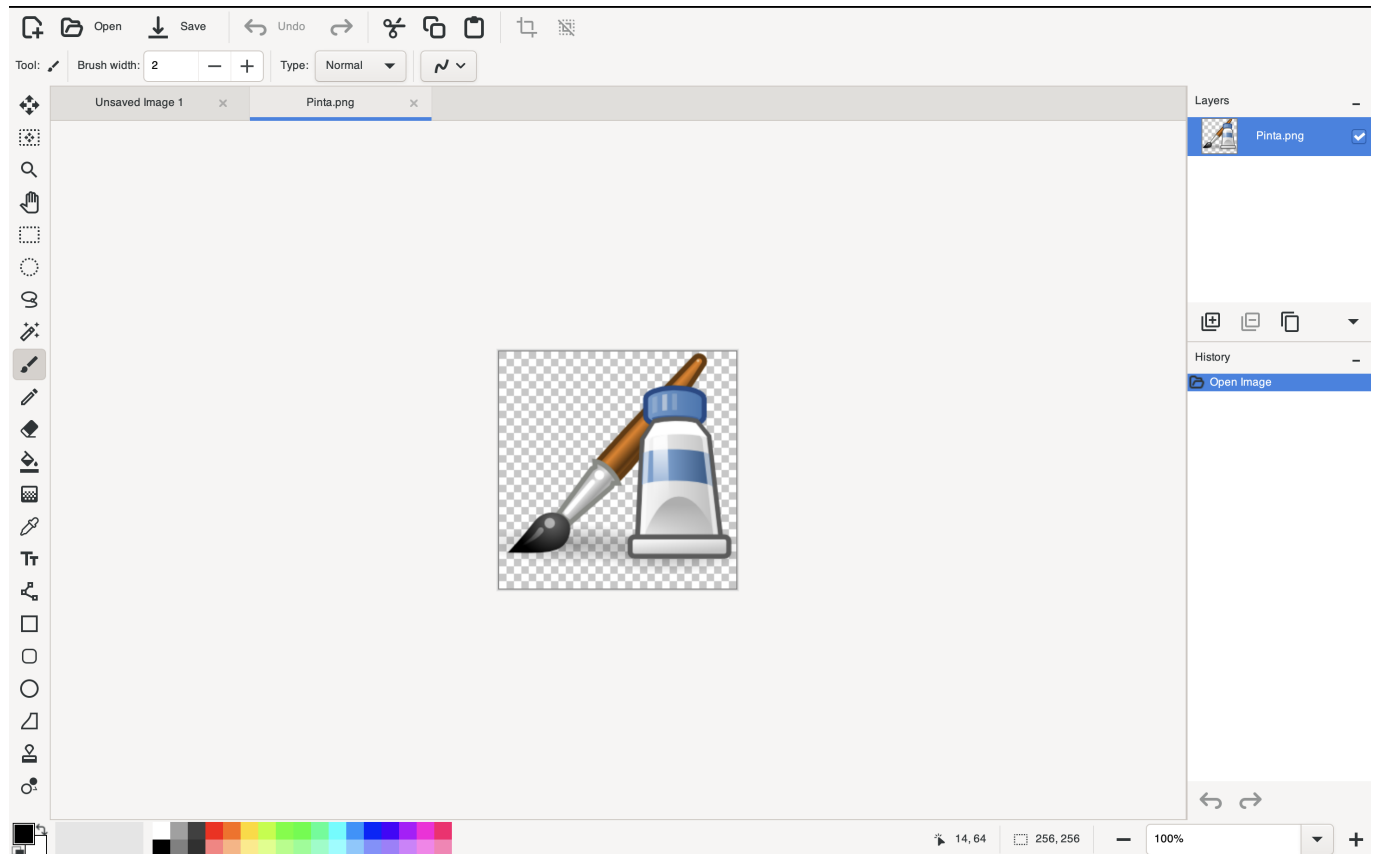 Open Save Undo
Tool: Brush width: 2 Type: Normal
Unsaved Image 1 Pinta.png
Layers
Pinta.png
History
Open Image
14, 64 256, 256 100%